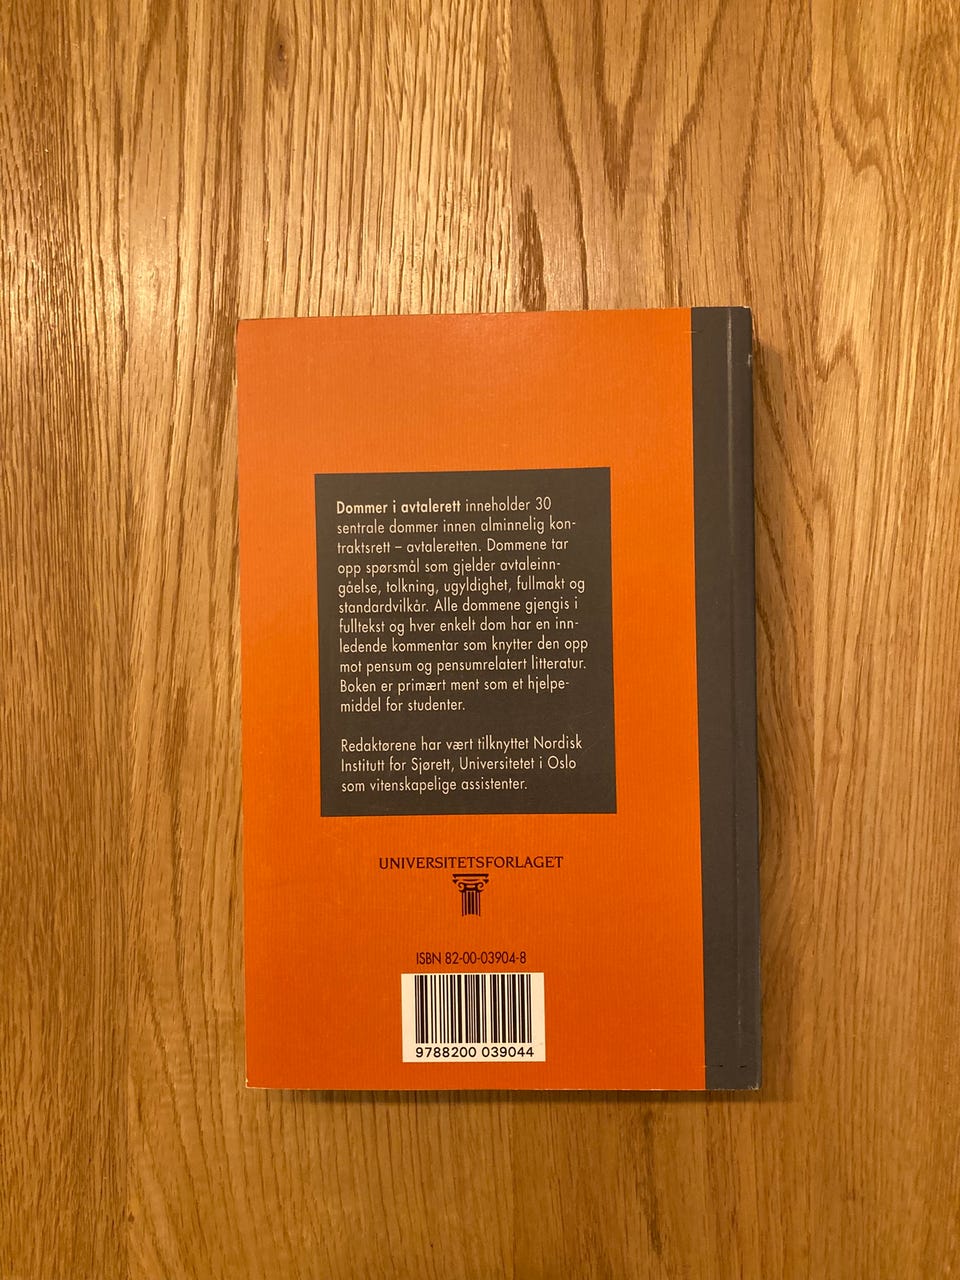 Dommer i avtalerett inneholder 30
sentrale dommer innen alminnelig kon-
traktsrett – avtaleretten. Dommene tar
opp spørsmål som gjelder avtaleinn-
gåelse, tolkning, ugyldighet, fullmakt og
standardvilkår. Alle dommene gjengis i
fulltekst og hver enkelt dom har en inn-
ledende kommentar som knytter den opp
mot pensum og pensumrelatert litteratur.
Boken er primært ment som et hjelpe-
middel for studenter.
Redaktørene har vært tilknyttet Nordisk
Institutt for Sjørett, Universitetet i Oslo
som vitenskapelige assistenter.
UNIVERSITETSFORLAGET
ISBN 82-00-03904-8
9788200 039044